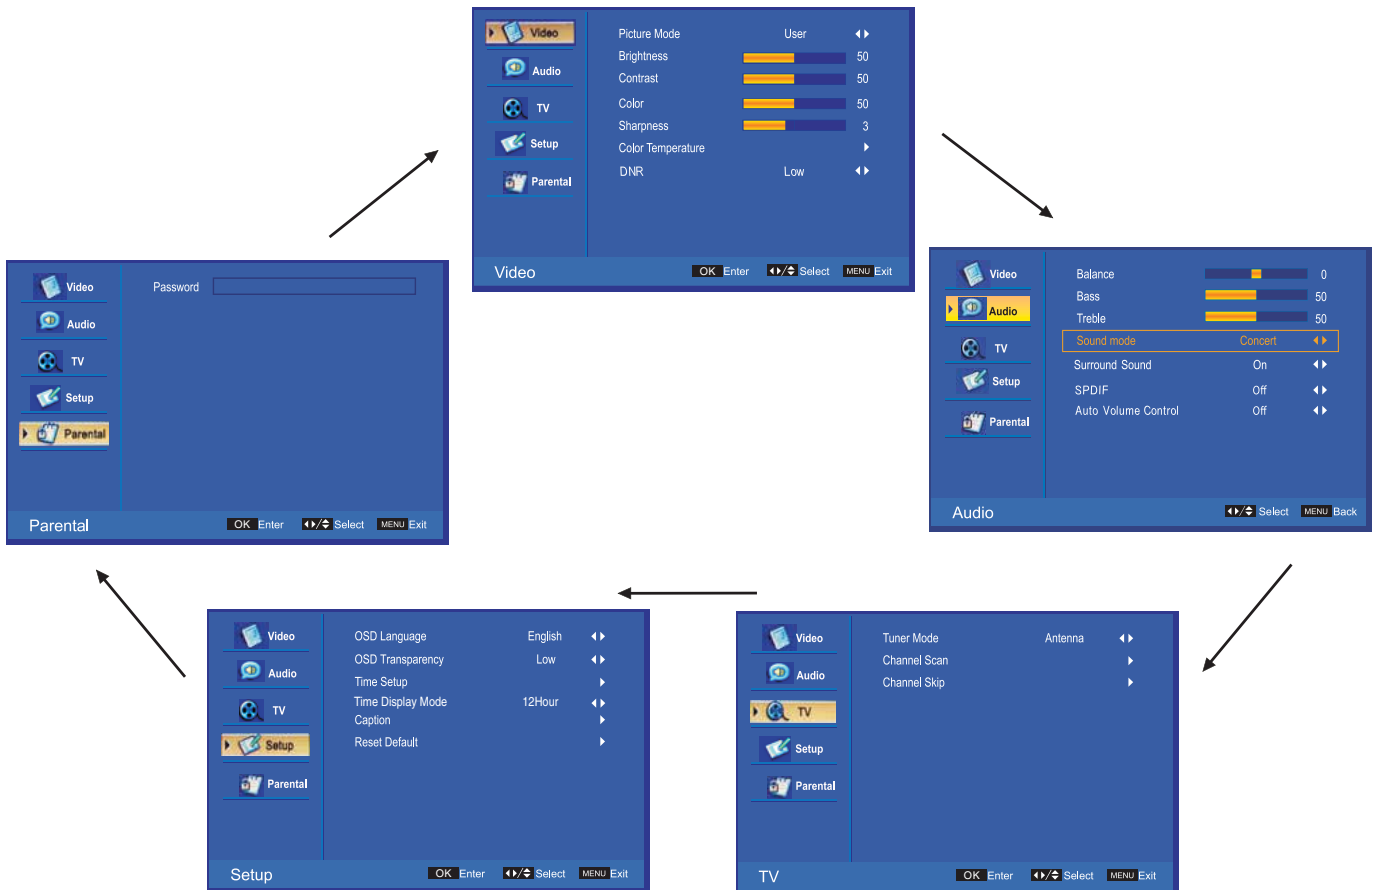 Video
Audio
TV
Setup
Parental
Picture Mode User
Brightness 50
Contrast 50
Color 50
Sharpness 3
Color Temperature
DNR Low
Video OK Enter Select MENU Exit
Video
Audio
TV
Setup
Parental
Password
Parental OK Enter Select MENU Exit
Video
Audio
TV
Setup
Parental
Balance 0
Bass 50
Treble 50
Sound mode Concert
Surround Sound On
SPDIF Off
Auto Volume Control Off
Audio Select MENU Back
Video
Audio
TV
Setup
Parental
OSD Language English
OSD Transparency Low
Time Setup
Time Display Mode 12Hour
Caption
Reset Default
Setup OK Enter Select MENU Exit
Video
Audio
TV
Setup
Parental
Tuner Mode Antenna
Channel Scan
Channel Skip
TV OK Enter Select MENU Exit